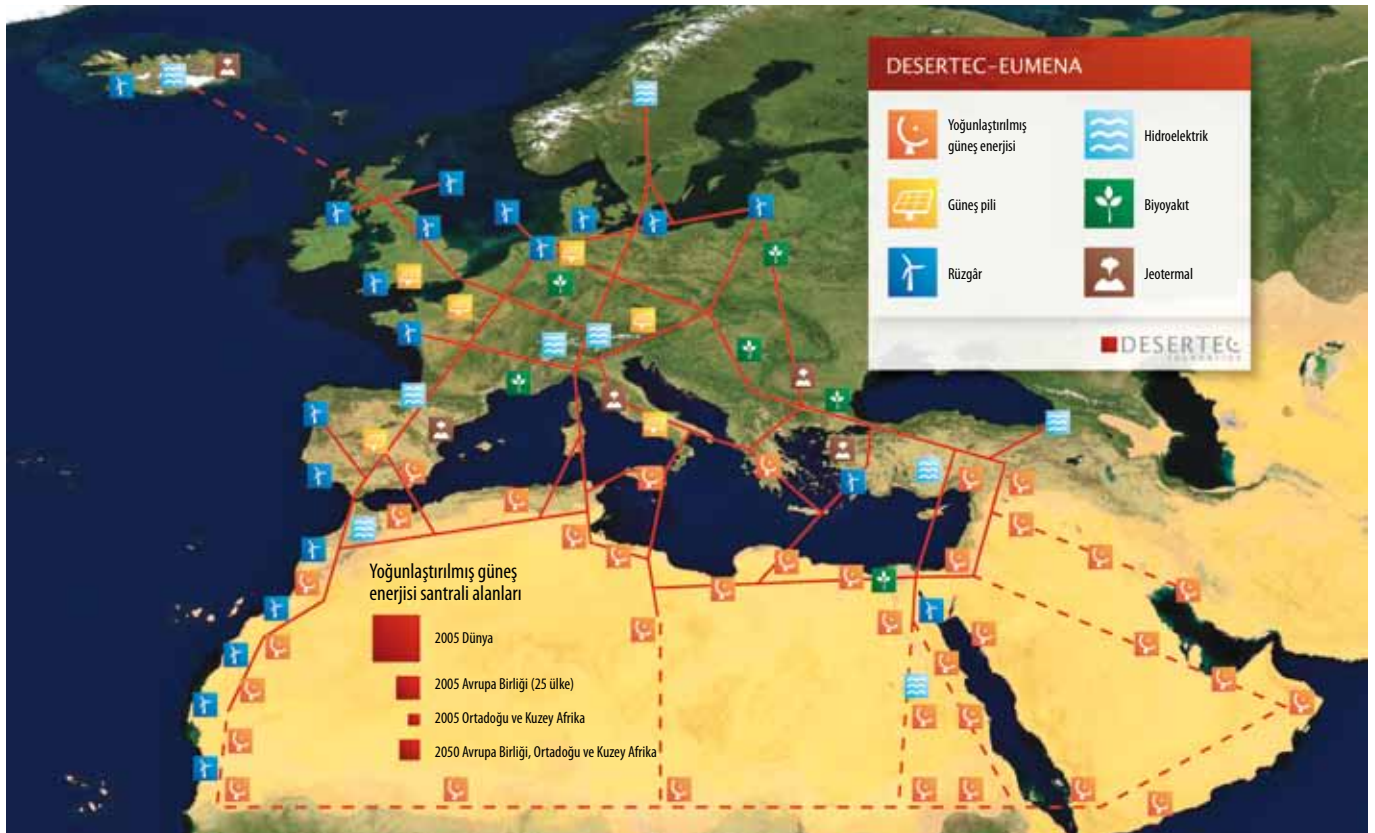 DESERTEC-EUMENA
Yoğunlaştırılmış
güneş enerjisi
Hidroelektrik
Güneş pili
Biyoyakıt
Rüzgâr
Jeotermal
DESERTEC
Yoğunlaştırılmış güneş
enerjisi santrali alanları
2005 Dünya
2005 Avrupa Birliği (25 ülke)
2005 Ortadoğu ve Kuzey Afrika
2050 Avrupa Birliği, Ortadoğu ve Kuzey Afrika